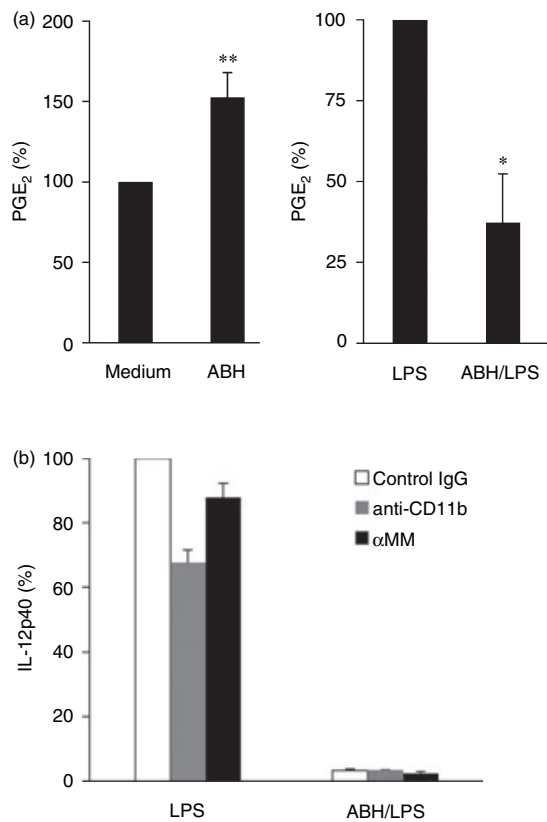 (a)
200
150
100
50
0
PGE₂ (%)
**
Medium ABH
100
75
50
25
0
PGE₂ (%)
*
LPS ABH/LPS
(b)
100
80
60
40
20
0
IL-12p40 (%)
Control IgG
anti-CD11b
αMM
LPS ABH/LPS